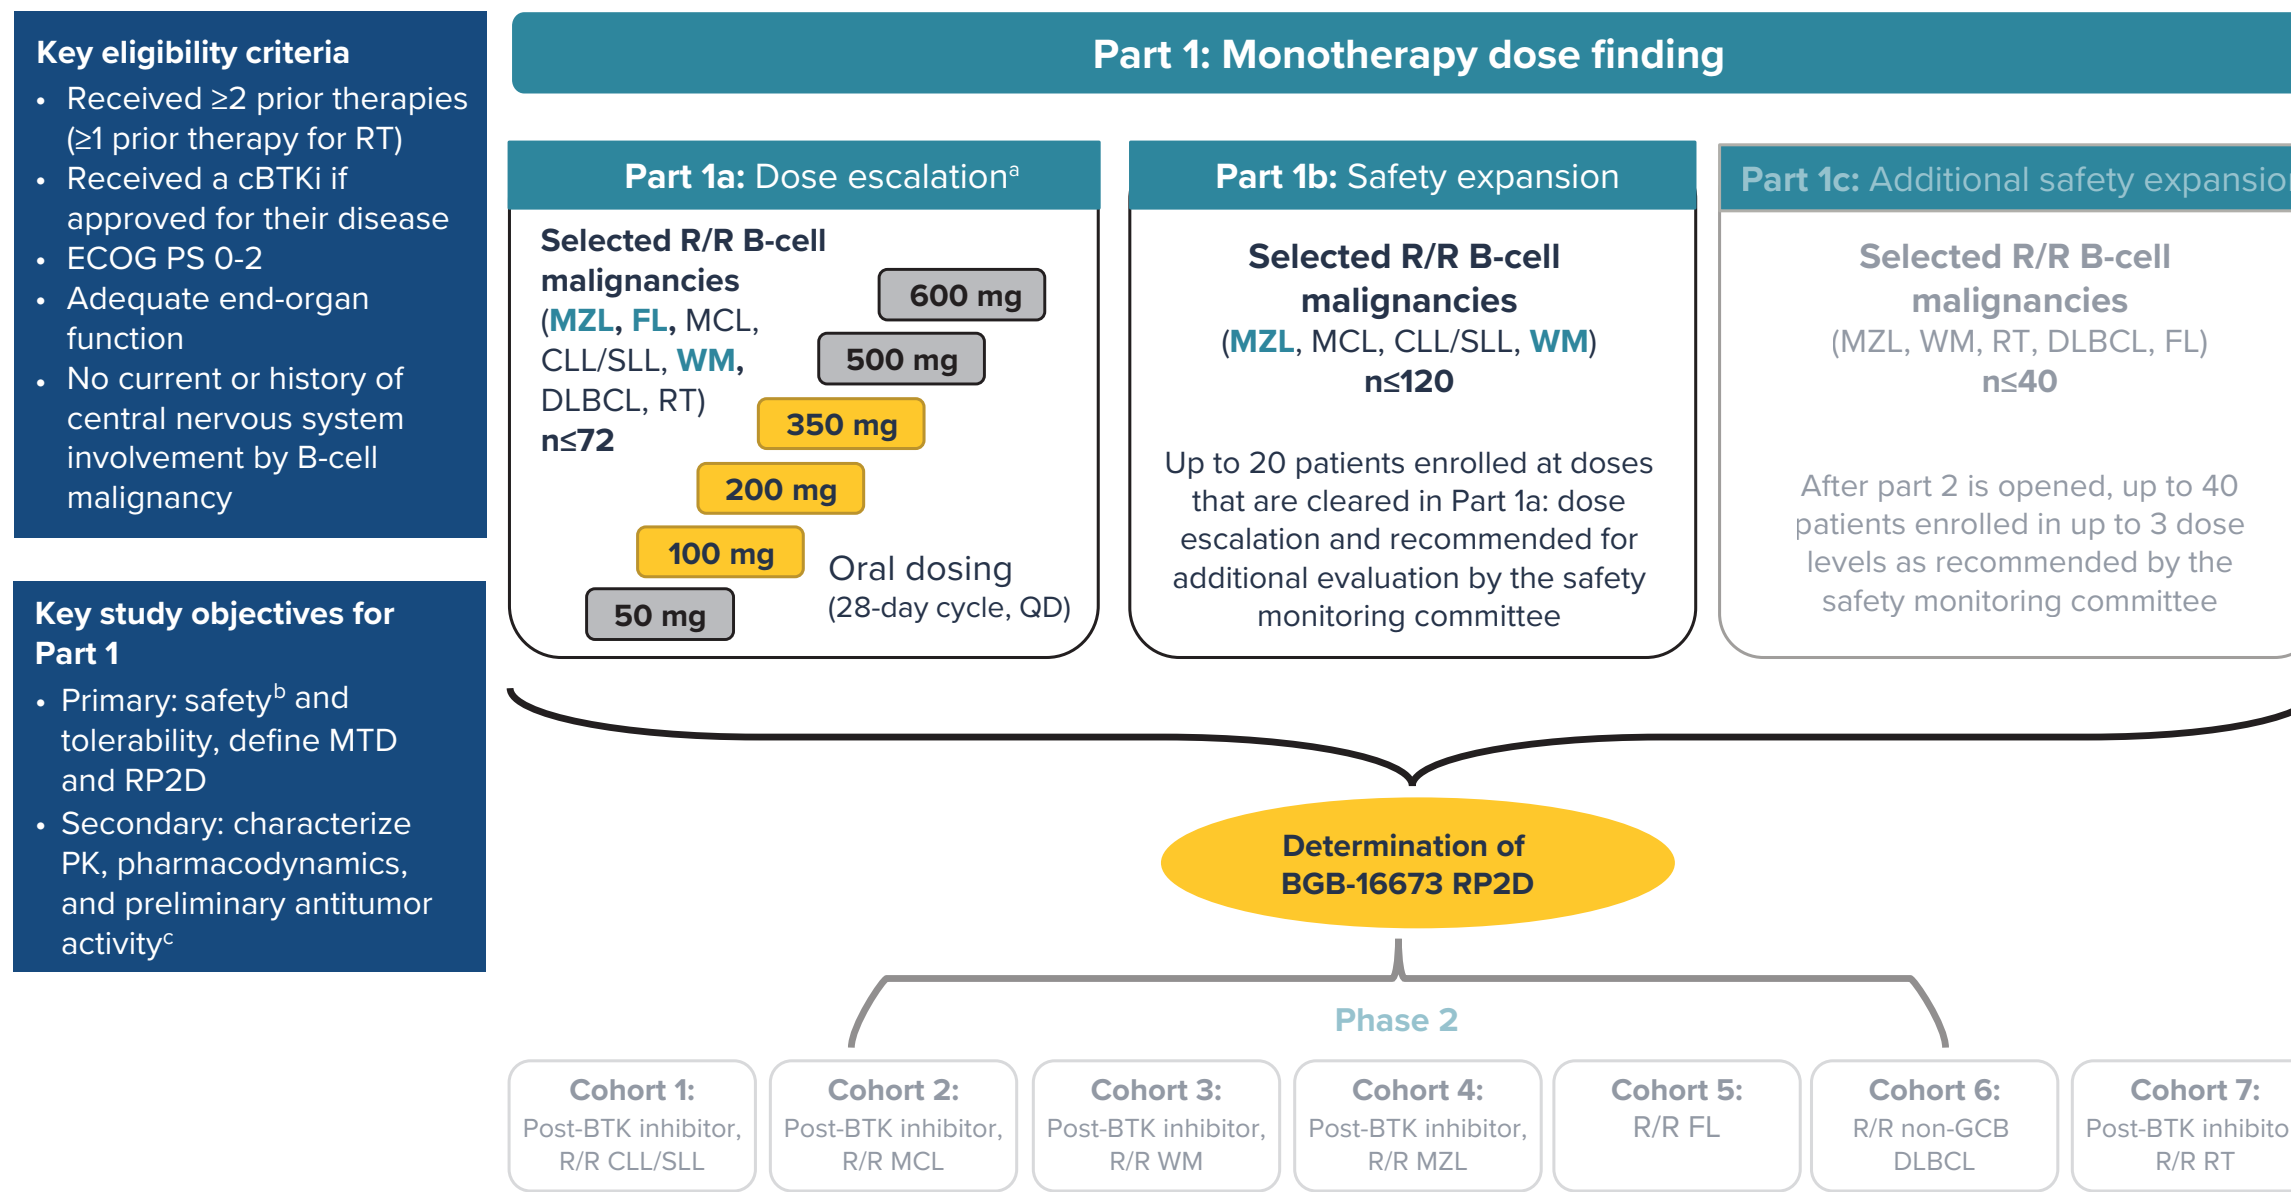 Key eligibility criteria
• Received ≥2 prior therapies
(≥1 prior therapy for RT)
• Received a cBTKi if
approved for their disease
• ECOG PS 0-2
• Adequate end-organ
function
• No current or history of
central nervous system
involvement by B-cell
malignancy
Key study objectives for
Part 1
• Primary: safetyᵇ and
tolerability, define MTD
and RP2D
• Secondary: characterize
PK, pharmacodynamics,
and preliminary antitumor
activityᶜ
Part 1: Monotherapy dose finding
Part 1a: Dose escalationᵃ
Selected R/R B-cell
malignancies
(MZL, FL, MCL,
CLL/SLL, WM,
DLBCL, RT)
n≤72
600 mg
500 mg
350 mg
200 mg
100 mg
50 mg
Oral dosing
(28-day cycle, QD)
Part 1b: Safety expansion
Selected R/R B-cell
malignancies
(MZL, MCL, CLL/SLL, WM)
n≤120
Up to 20 patients enrolled at doses
that are cleared in Part 1a: dose
escalation and recommended for
additional evaluation by the safety
monitoring committee
Part 1c: Additional safety expansion
Selected R/R B-cell
malignancies
(MZL, WM, RT, DLBCL, FL)
n≤40
After part 2 is opened, up to 40
patients enrolled in up to 3 dose
levels as recommended by the
safety monitoring committee
Determination of
BGB-16673 RP2D
Phase 2
Cohort 1:
Post-BTK inhibitor,
R/R CLL/SLL
Cohort 2:
Post-BTK inhibitor,
R/R MCL
Cohort 3:
Post-BTK inhibitor,
R/R WM
Cohort 4:
Post-BTK inhibitor,
R/R MZL
Cohort 5:
R/R FL
Cohort 6:
R/R non-GCB
DLBCL
Cohort 7:
Post-BTK inhibito
R/R RT